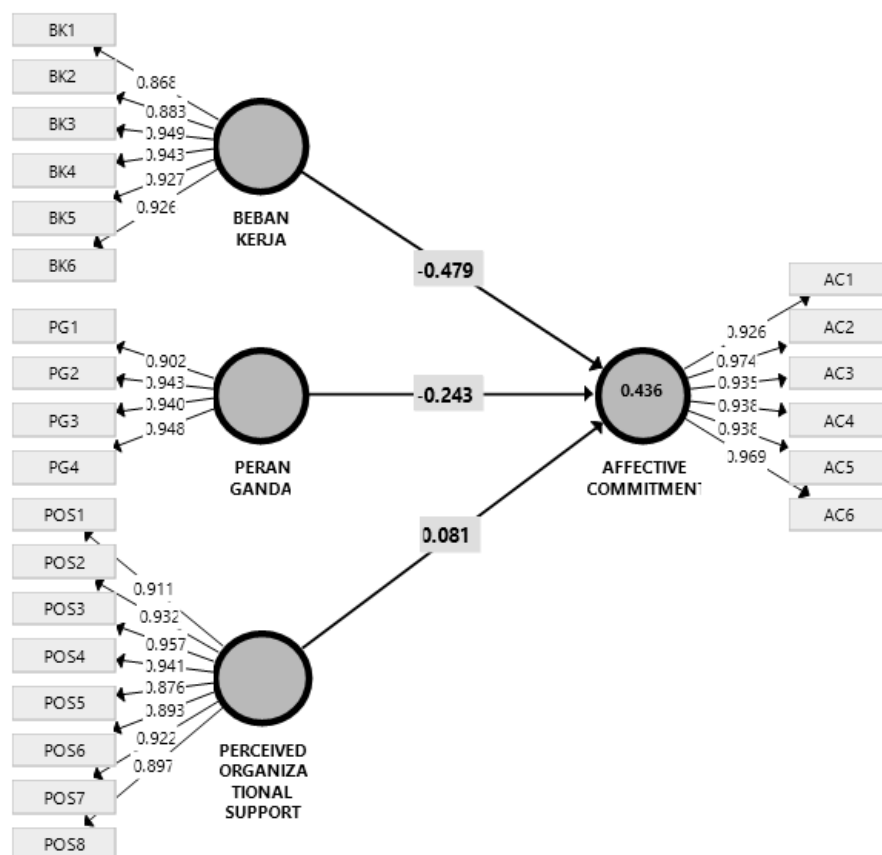 BK1
BK2
BK3
BK4
BK5
BK6
0.868
0.883
0.949
0.943
0.927
0.926
BEBAN
KERJA
-0.479
PG1
PG2
PG3
PG4
0.902
0.943
0.940
0.948
PERAN
GANDA
-0.243
POS1
POS2
POS3
POS4
POS5
POS6
POS7
POS8
0.911
0.932
0.957
0.941
0.876
0.893
0.922
0.897
PERCEIVED
ORGANIZA
TIONAL
SUPPORT
0.081
0.436
AFFECTIVE
COMMITMENT
0.926
0.974
0.935
0.938
0.938
0.969
AC1
AC2
AC3
AC4
AC5
AC6